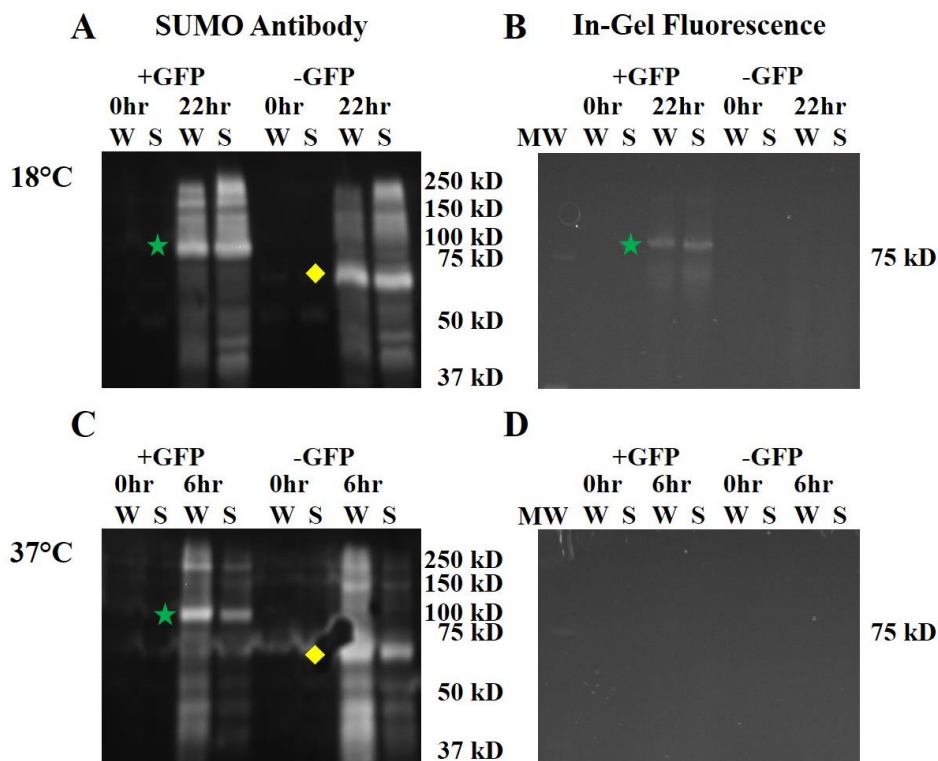 A SUMO Antibody
+GFP -GFP
0hr 22hr 0hr 22hr
W S W S W S W S
18°C
250 kD
150 kD
100 kD
75 kD
50 kD
37 kD
B In-Gel Fluorescence
+GFP -GFP
0hr 22hr 0hr 22hr
MW W S W S W S W S
75 kD
C
+GFP -GFP
0hr 6hr 0hr 6hr
W S W S W S W S
37°C
250 kD
150 kD
100 kD
75 kD
50 kD
37 kD
D
+GFP -GFP
0hr 6hr 0hr 6hr
MW W S W S W S W S
75 kD